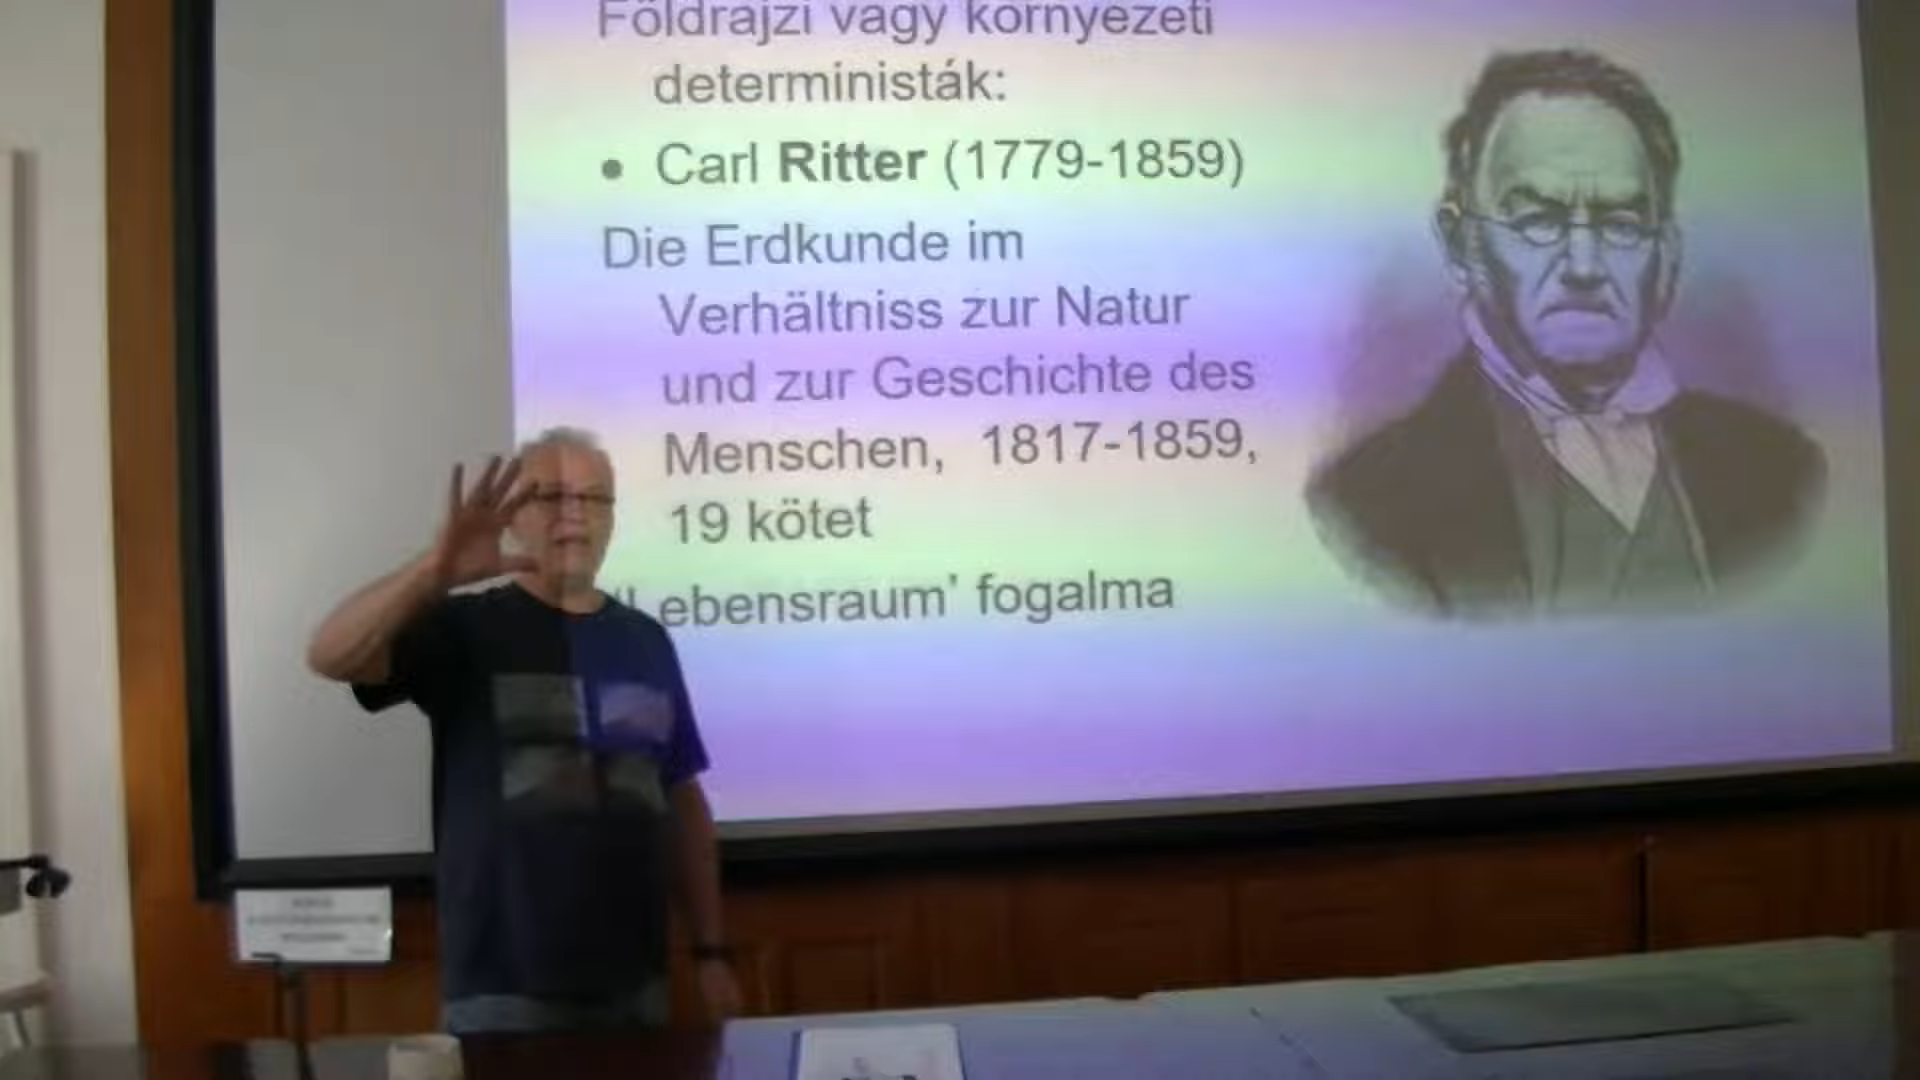 Földrajzi vagy környezeti
deterministák:
• Carl Ritter (1779-1859)
Die Erdkunde im
Verhältniss zur Natur
und zur Geschichte des
Menschen, 1817-1859,
19 kötet
'Lebensraum' fogalma